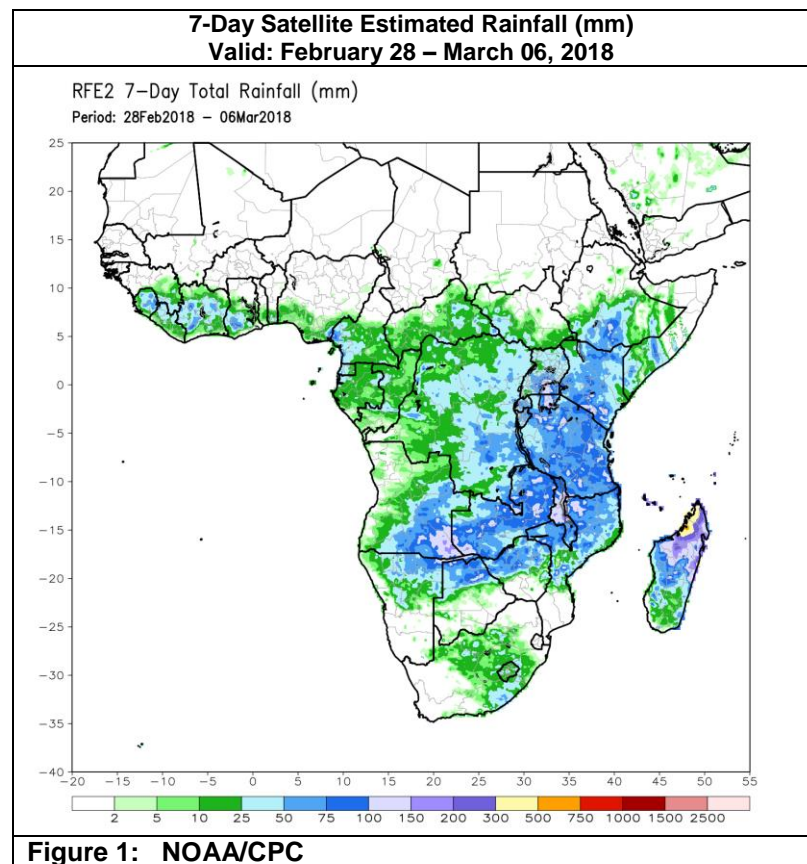 7-Day Satellite Estimated Rainfall (mm)
Valid: February 28 – March 06, 2018
RFE2 7-Day Total Rainfall (mm)
Period: 28Feb2018 - 06Mar2018
25
20
15
10
5
0
-5
-10
-15
-20
-25
-30
-35
-40
-20 -15 -10 -5 0 5 10 15 20 25 30 35 40 45 50 55
2 5 10 25 50 75 100 150 200 300 500 750 1000 1500 2500
Figure 1: NOAA/CPC